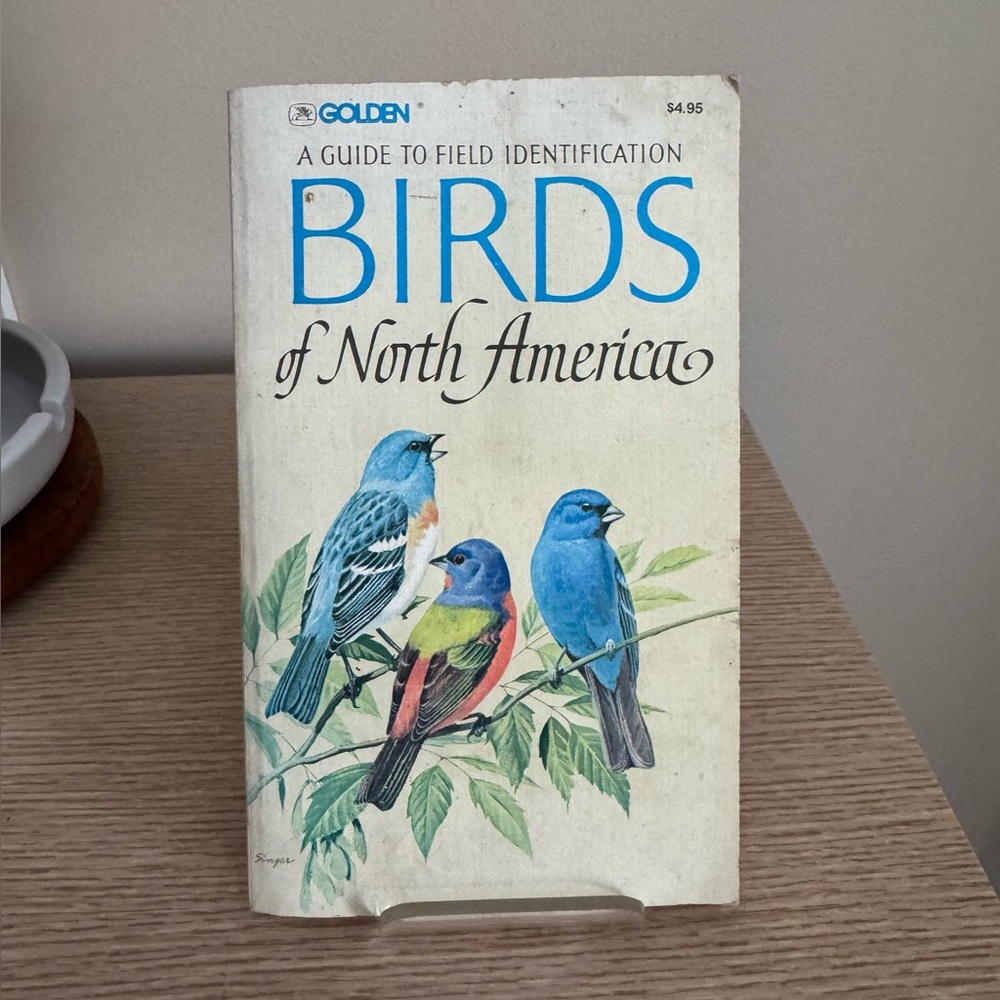 GOLDEN®
$4.95
A GUIDE TO FIELD IDENTIFICATION
BIRDS
of North America
Singer